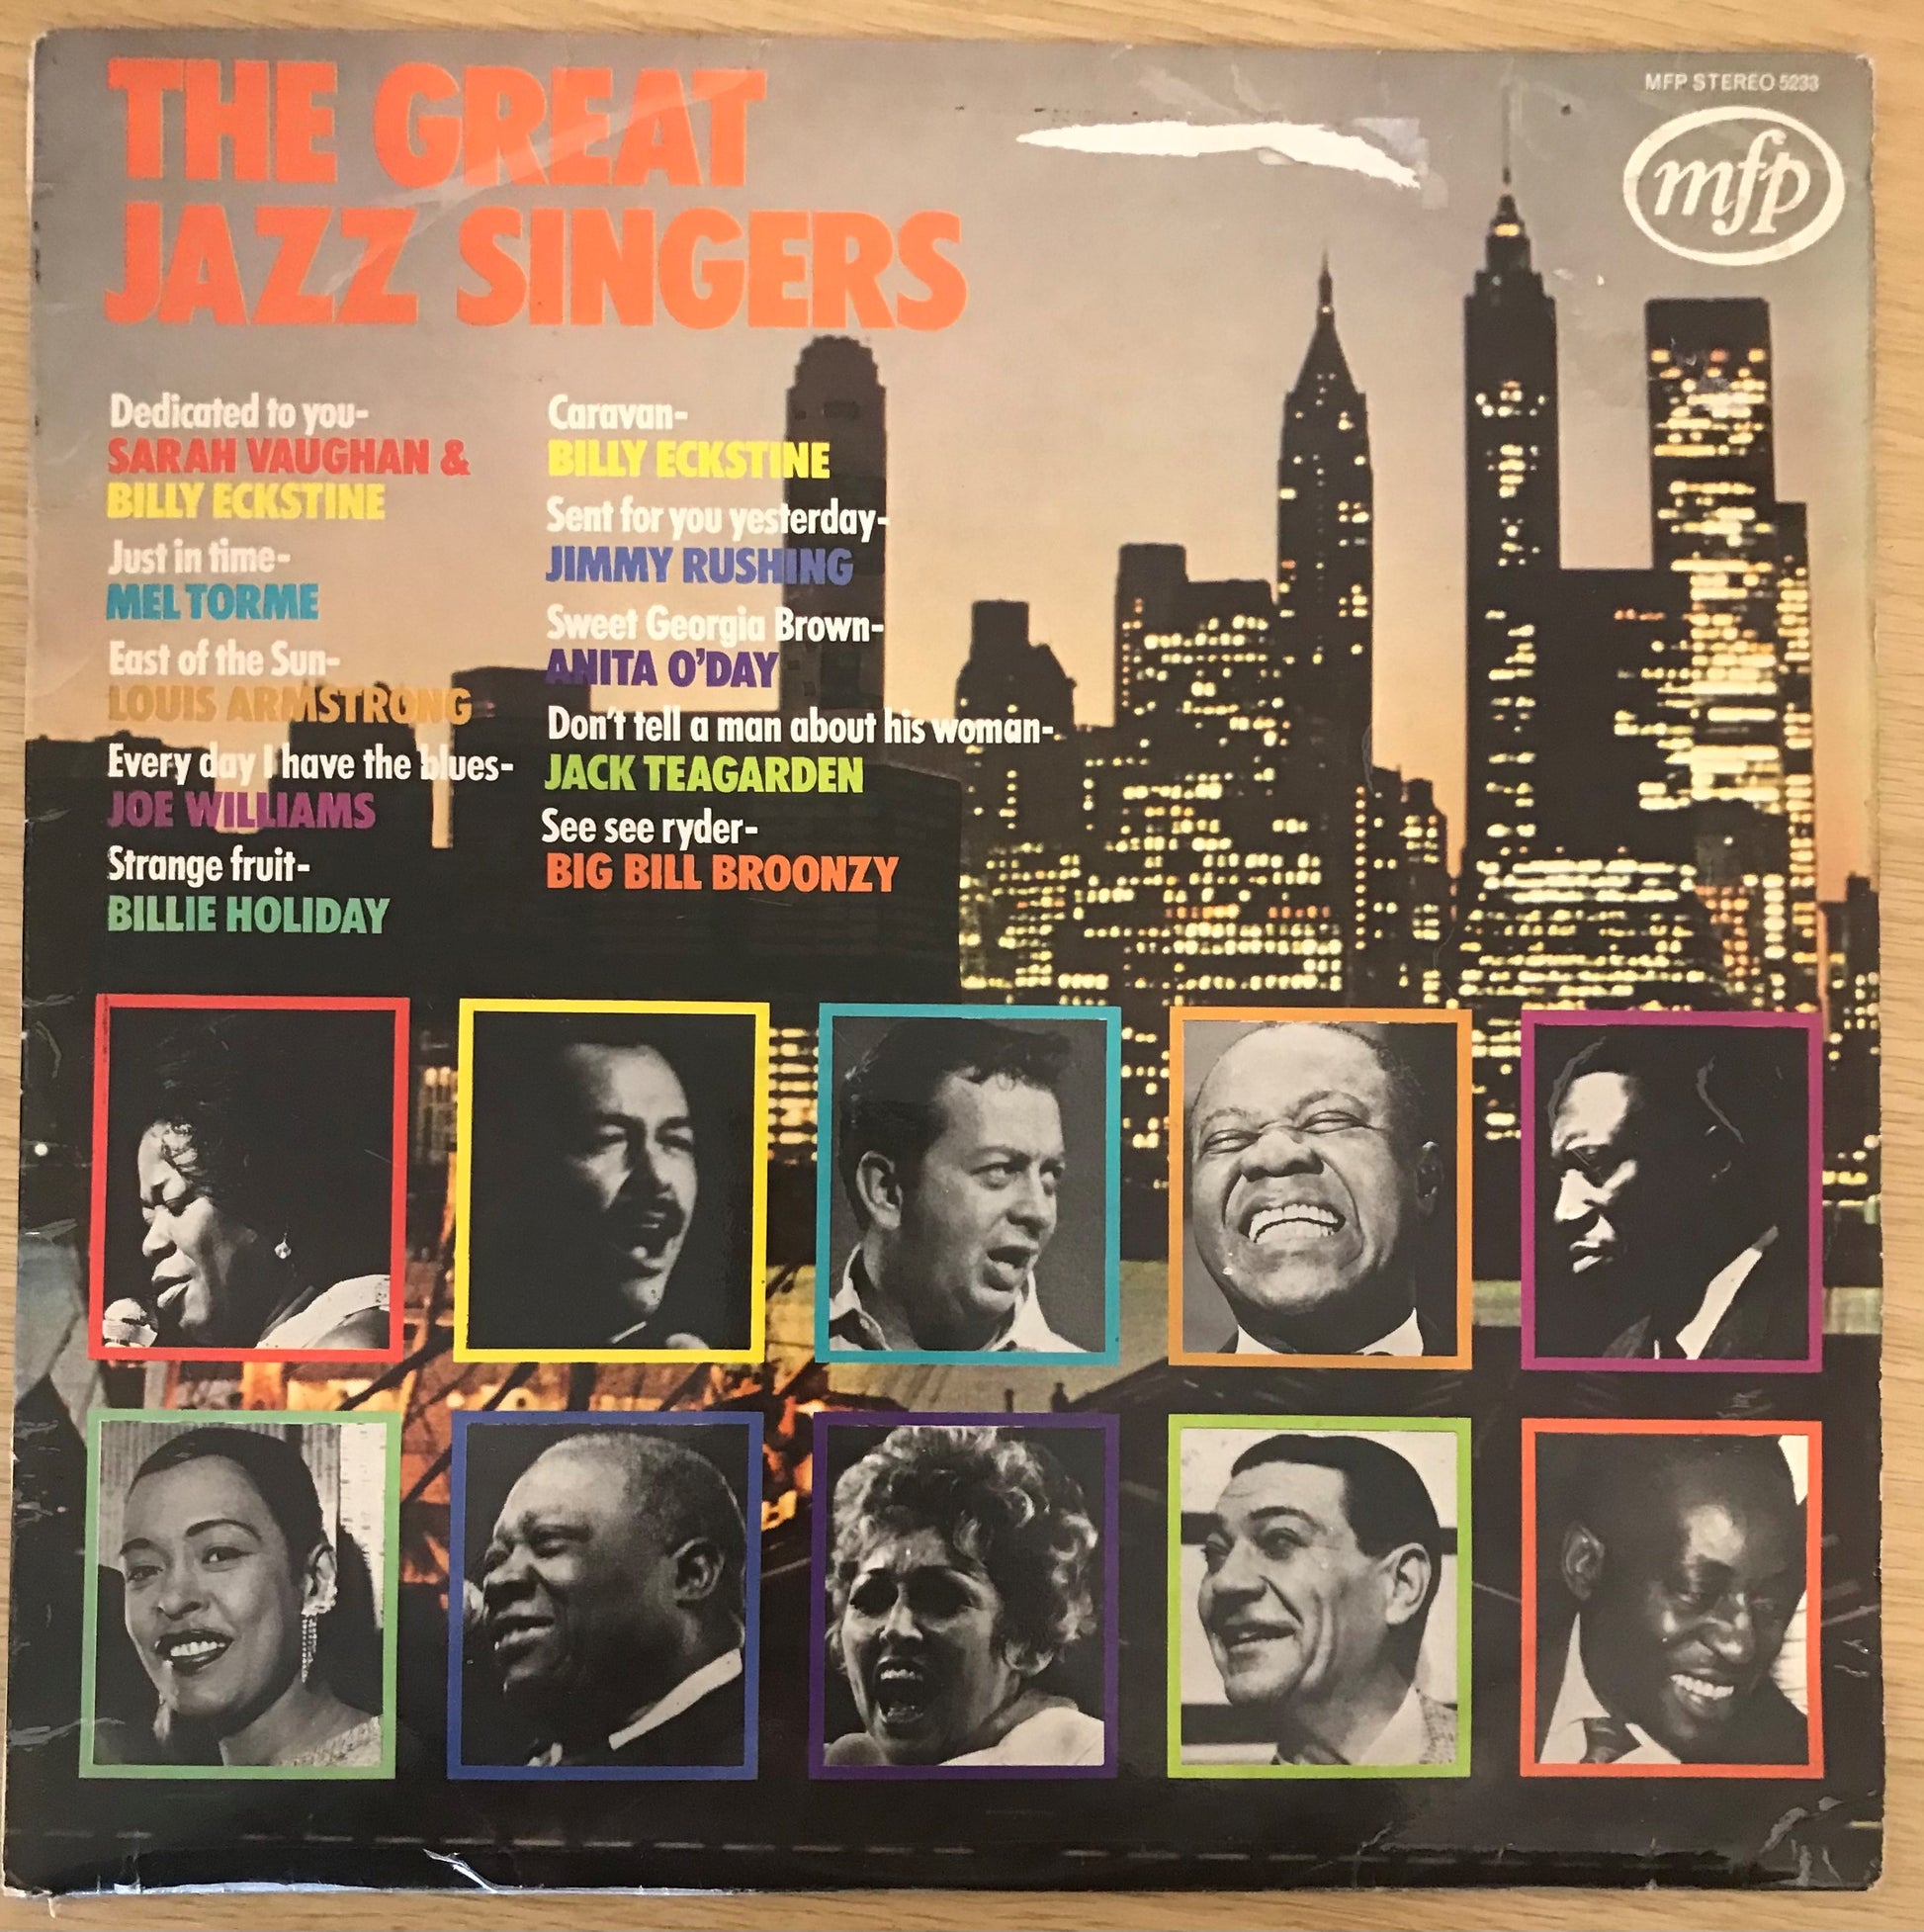 THE GREAT
JAZZ SINGERS
MFP STEREO 5233
mfp
Dedicated to you-
SARAH VAUGHAN &
BILLY ECKSTINE
Just in time-
MEL TORME
East of the Sun-
LOUIS ARMSTRONG
Every day I have the blues-
JOE WILLIAMS
Strange fruit-
BILLIE HOLIDAY
Caravan-
BILLY ECKSTINE
Sent for you yesterday-
JIMMY RUSHING
Sweet Georgia Brown-
ANITA O'DAY
Don't tell a man about his woman-
JACK TEAGARDEN
See see ryder-
BIG BILL BROONZY